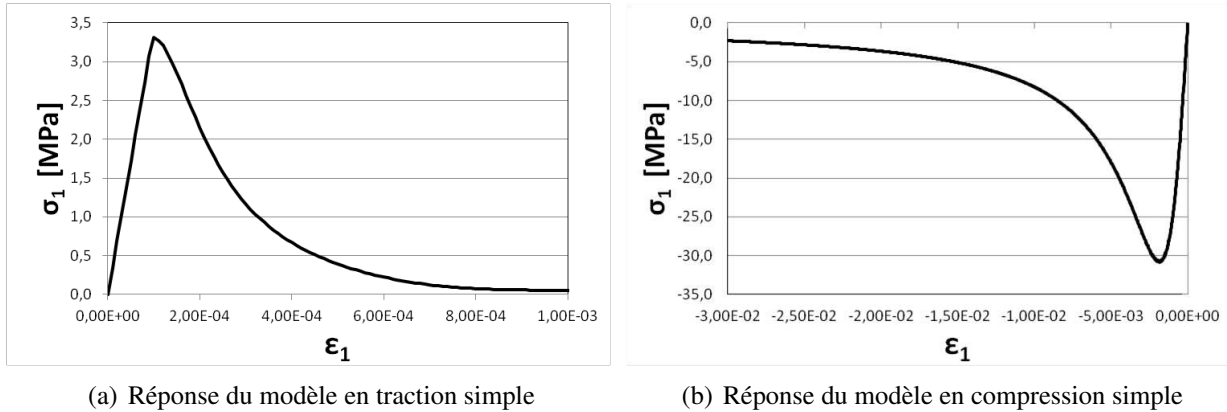 3,5
3,0
2,5
2,0
1,5
1,0
0,5
0,0
σ1 [MPa]
0,00E+00 2,00E-04 4,00E-04 6,00E-04 8,00E-04 1,00E-03
ε1
(a) Réponse du modèle en traction simple
0,0
-5,0
-10,0
-15,0
-20,0
-25,0
-30,0
-35,0
σ1 [MPa]
-3,00E-02 -2,50E-02 -2,00E-02 -1,50E-02 -1,00E-02 -5,00E-03 0,00E+00
ε1
(b) Réponse du modèle en compression simple